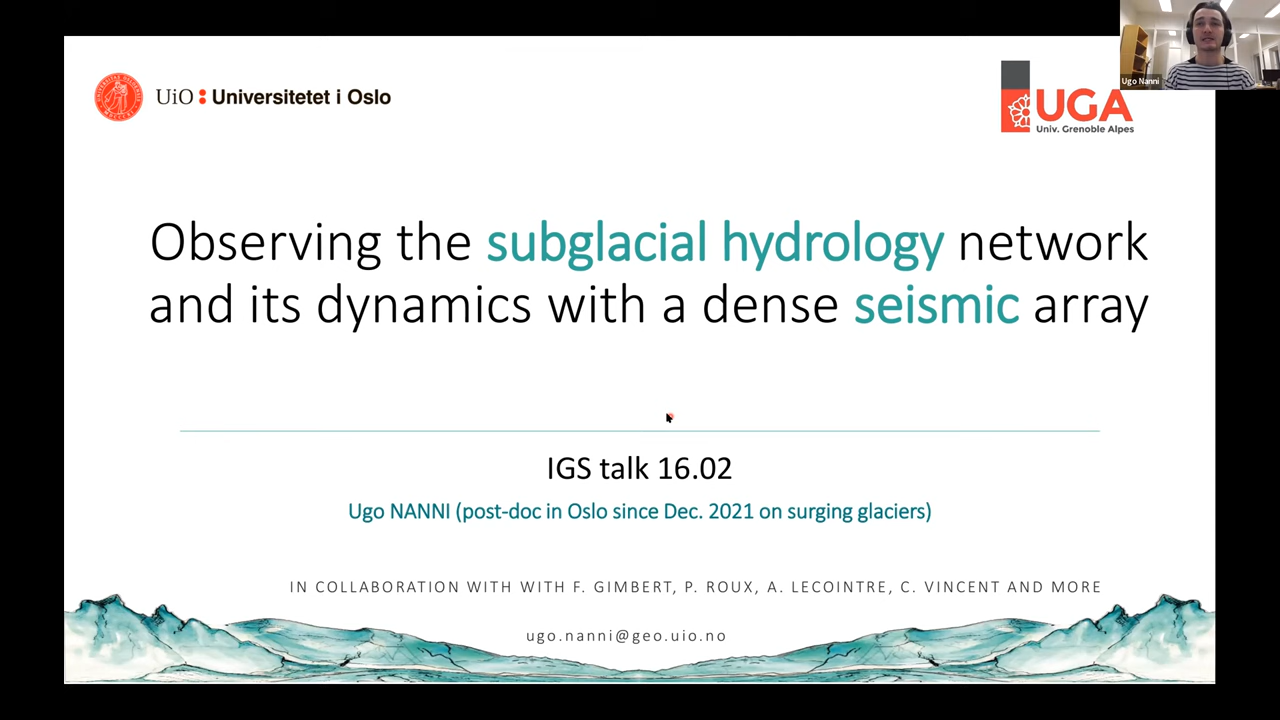 Ugo Nanni
UiO : Universitetet i Oslo
UGA
Univ. Grenoble Alpes
Observing the subglacial hydrology network
and its dynamics with a dense seismic array
IGS talk 16.02
Ugo NANNI (post-doc in Oslo since Dec. 2021 on surging glaciers)
IN COLLABORATION WITH WITH F. GIMBERT, P. ROUX, A. LECOINTRE, C. VINCENT AND MORE
ugo.nanni@geo.uio.no